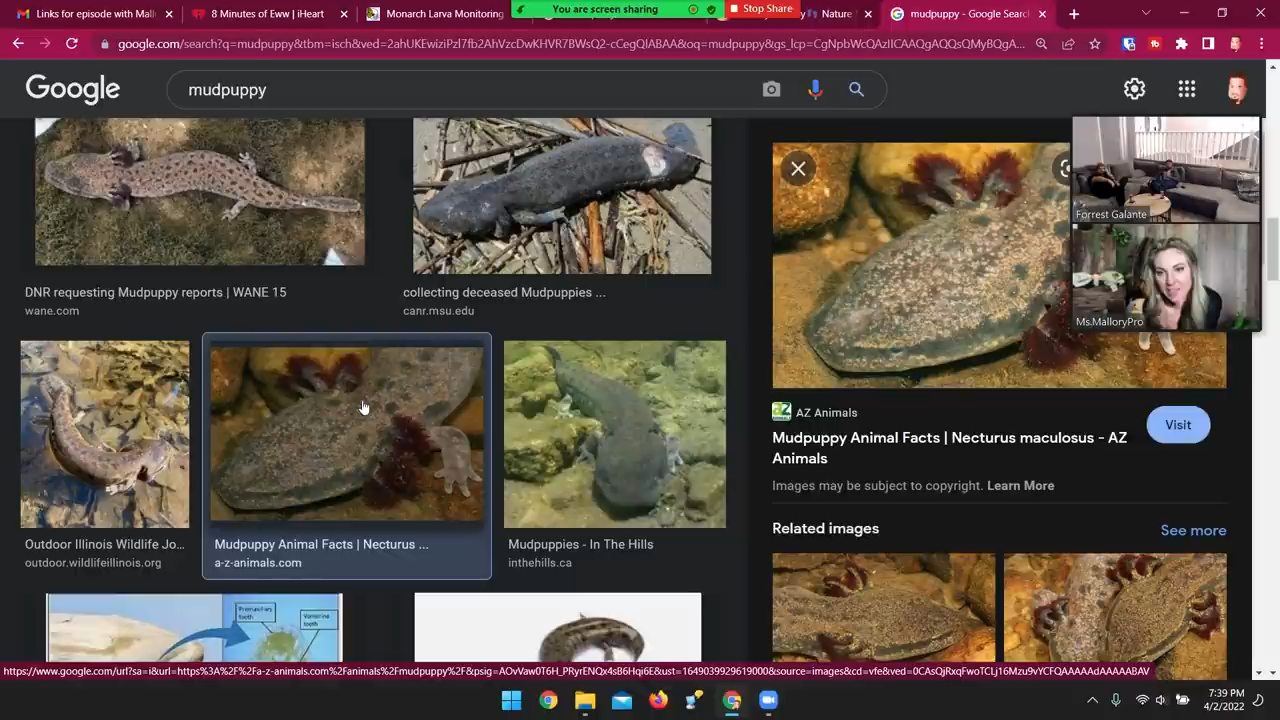 Links for episode with Mall
8 Minutes of Eww | iHeart
Monarch Larva Monitoring
You are screen sharing
Stop Share
Nature
mudpuppy - Google Search
google.com/search?q=mudpuppy&tbm=isch&ved=2ahUKEwiziPzl7fb2AhVzcDwKHVR7BWsQ2-cCegQIABAA&oq=mudpuppy&gs_lcp=CgNpbWcQAzIICAAQgAQQsQMyBQgA...
Google
mudpuppy
Forrest Galante
Ms.MalloryPro
DNR requesting Mudpuppy reports | WANE 15
wane.com
collecting deceased Mudpuppies ...
canr.msu.edu
AZ Animals
Visit
Mudpuppy Animal Facts | Necturus maculosus - AZ
Animals
Images may be subject to copyright. Learn More
Related images
See more
Outdoor Illinois Wildlife Jo...
outdoor.wildlifeillinois.org
Mudpuppy Animal Facts | Necturus ...
a-z-animals.com
Mudpuppies - In The Hills
inthehills.ca
Premaxillary
tooth
Vomerine
tooth
https://www.google.com/url?sa=i&url=https%3A%2F%2Fa-z-animals.com%2Fanimals%2Fmudpuppy%2F&psig=AOvVaw0T6H_PRyrENQx4sB6Hqi6E&ust=1649039929619000&source=images&cd=vfe&ved=0CAsQjRxqFwoTCLj16Mzu9vYCFQAAAAAdAAAAABAV
7:39 PM
4/2/2022